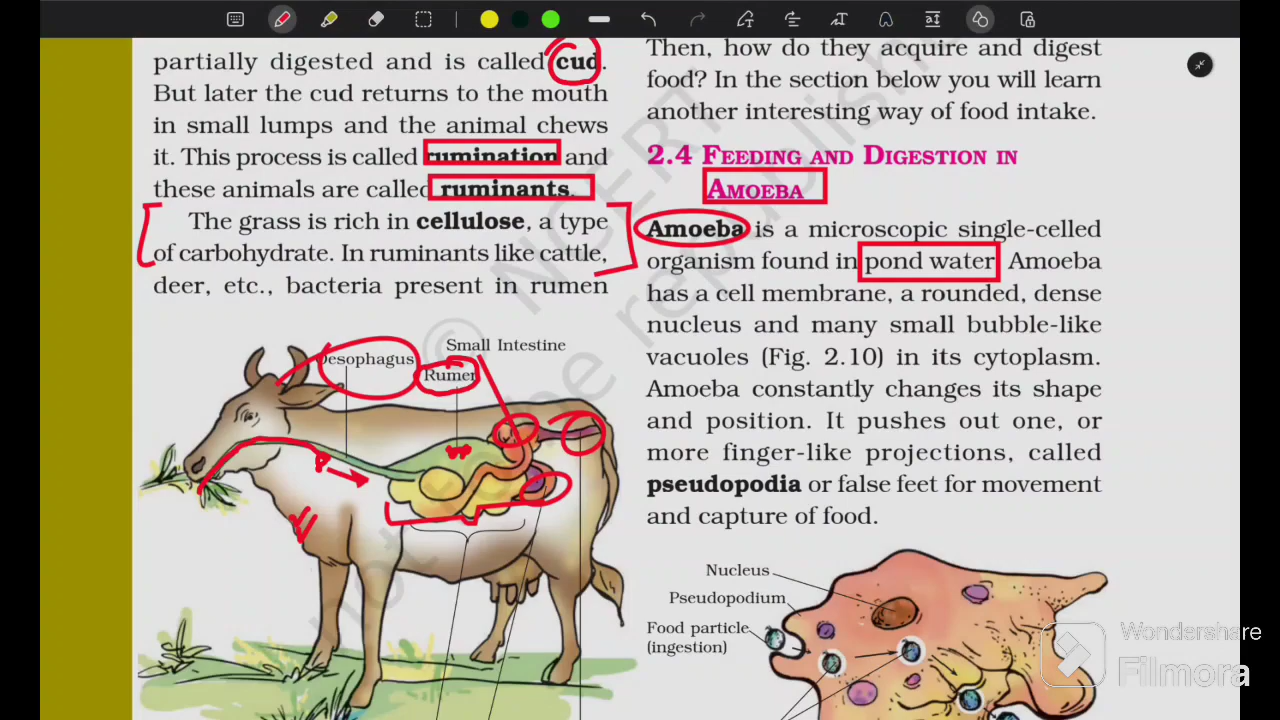 partially digested and is called cud.
But later the cud returns to the mouth
in small lumps and the animal chews
it. This process is called rumination and
these animals are called ruminants.
The grass is rich in cellulose, a type
of carbohydrate. In ruminants like cattle,
deer, etc., bacteria present in rumen
Oesophagus
Small Intestine
Rumen
Then, how do they acquire and digest
food? In the section below you will learn
another interesting way of food intake.
2.4 FEEDING AND DIGESTION IN
AMOEBA
Amoeba is a microscopic single-celled
organism found in pond water Amoeba
has a cell membrane, a rounded, dense
nucleus and many small bubble-like
vacuoles (Fig. 2.10) in its cytoplasm.
Amoeba constantly changes its shape
and position. It pushes out one, or
more finger-like projections, called
pseudopodia or false feet for movement
and capture of food.
Nucleus
Pseudopodium
Food particle
(ingestion)
© NCERT
not to be republish
Wondershare
Filmora